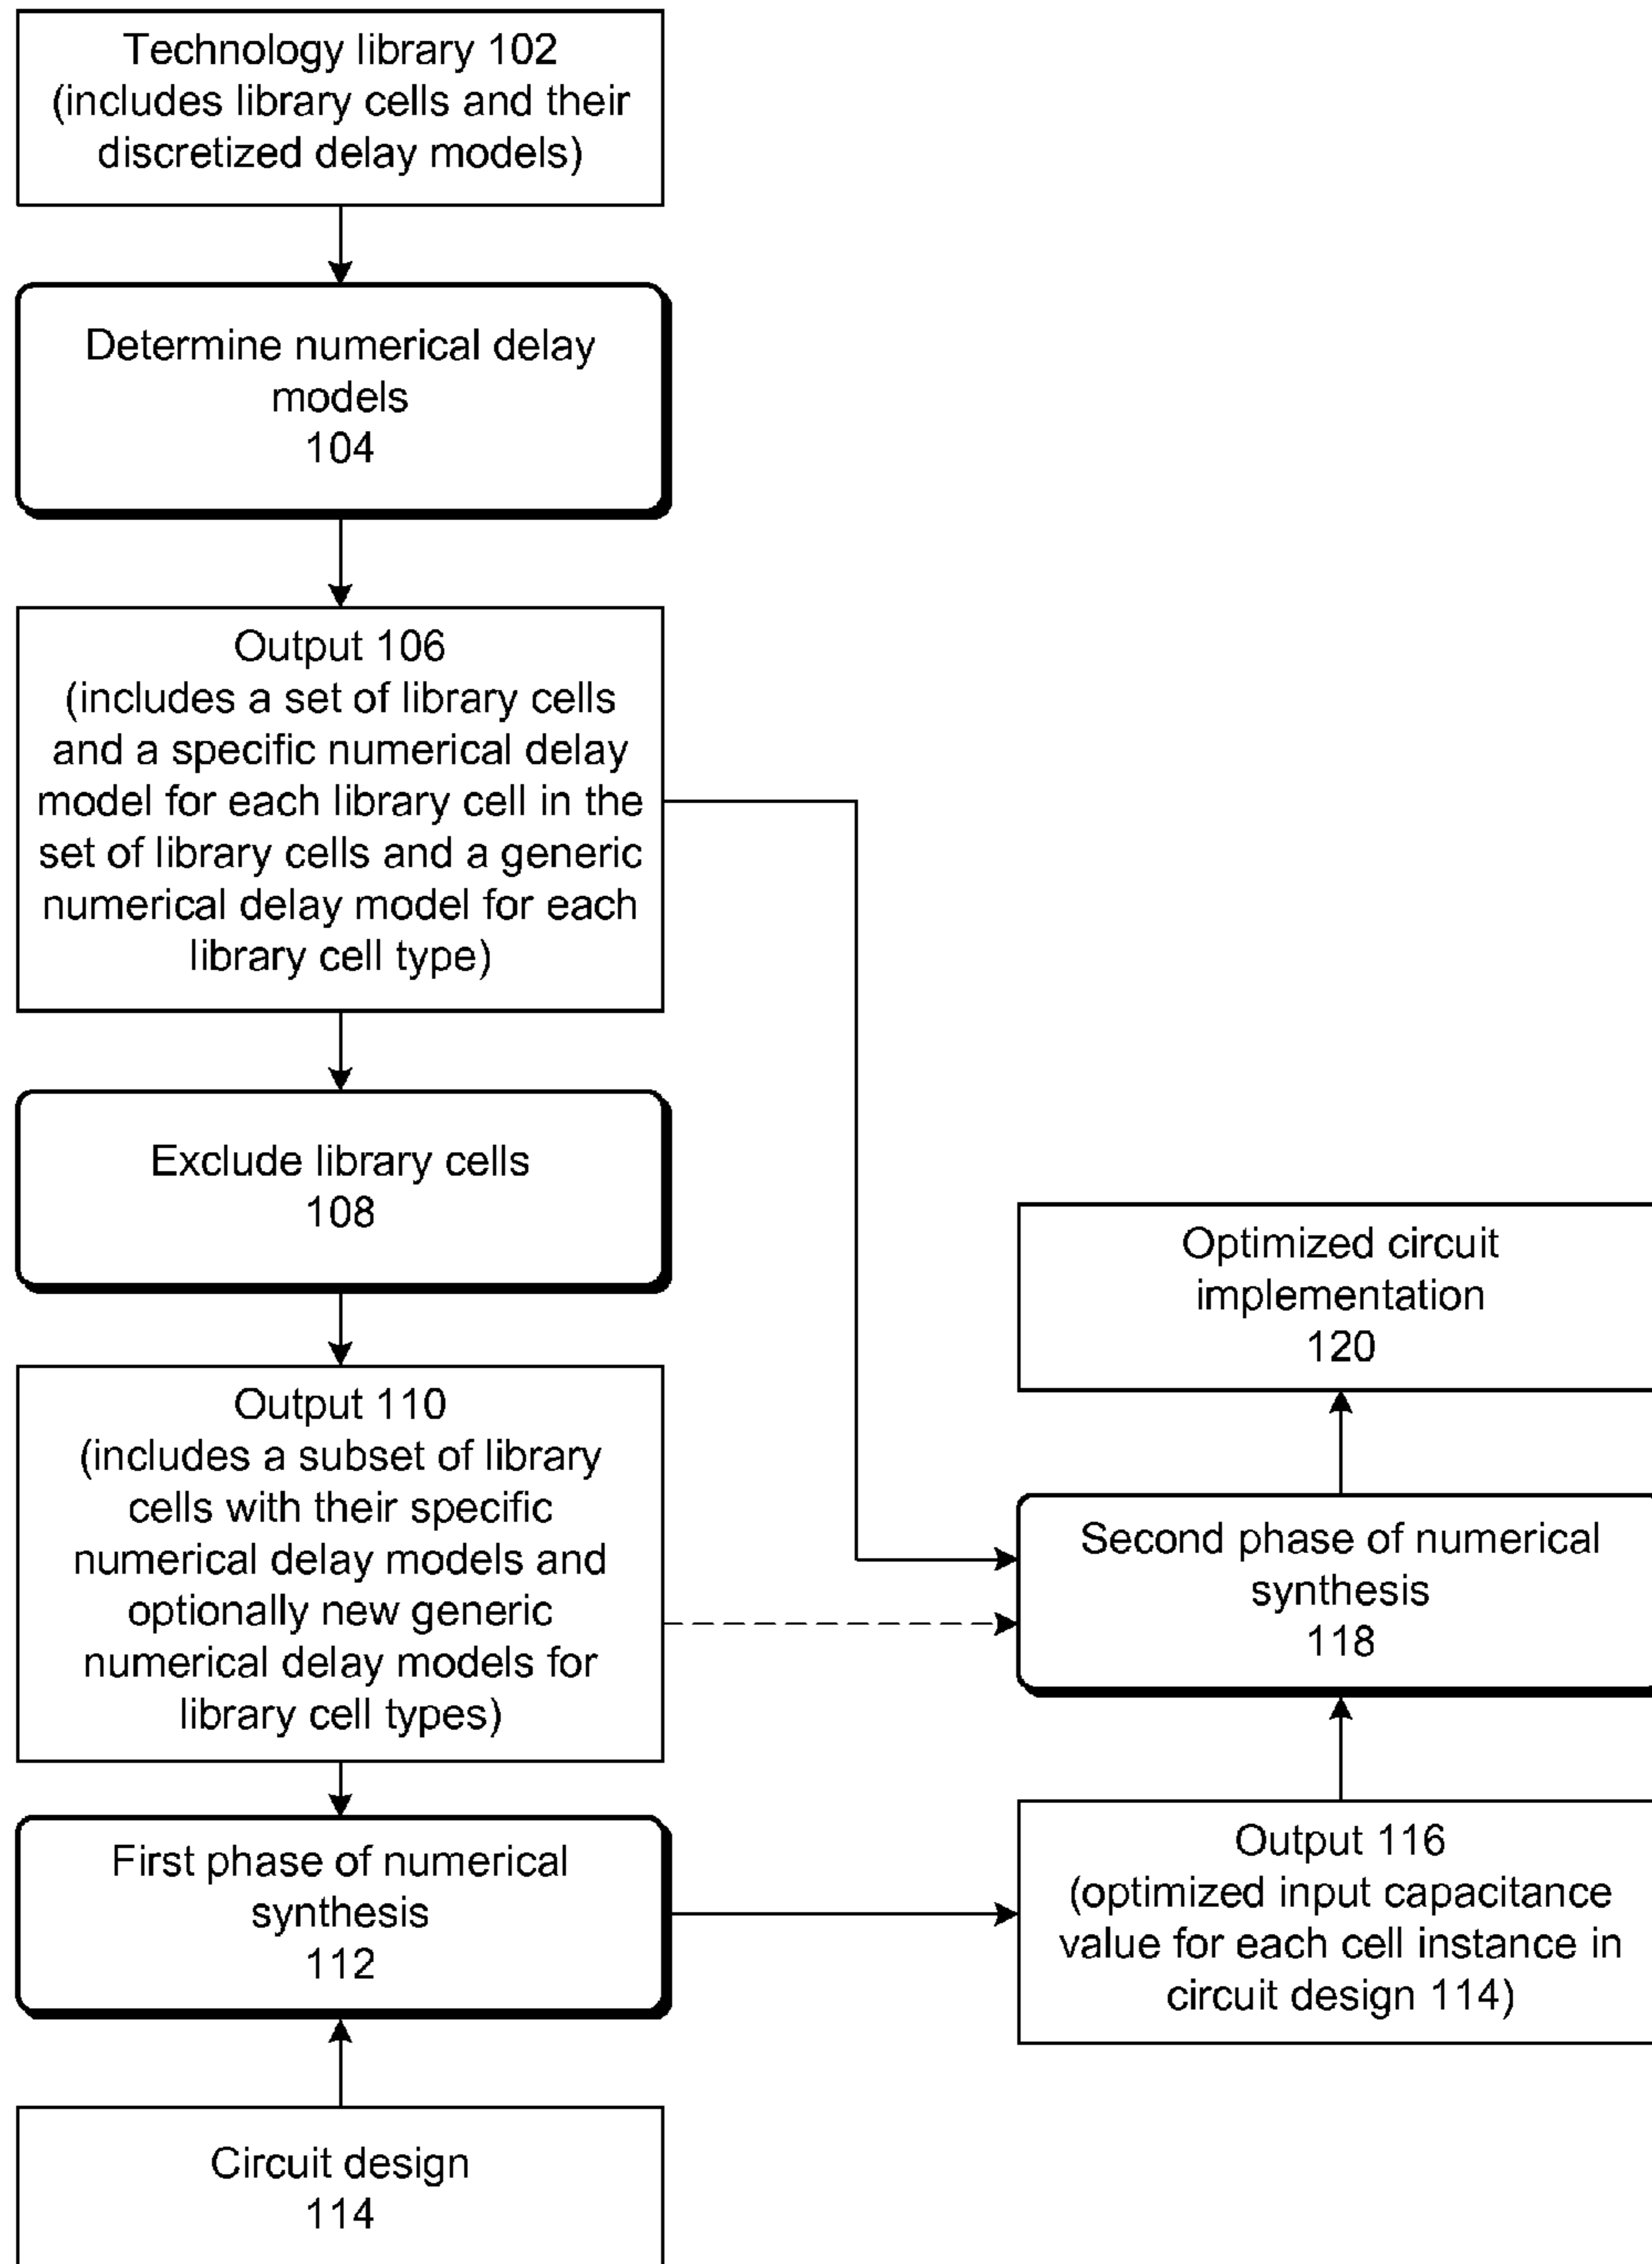 Technology library 102
(includes library cells and their
discretized delay models)
Determine numerical delay
models
104
Output 106
(includes a set of library cells
and a specific numerical delay
model for each library cell in the
set of library cells and a generic
numerical delay model for each
library cell type)
Exclude library cells
108
Output 110
(includes a subset of library
cells with their specific
numerical delay models and
optionally new generic
numerical delay models for
library cell types)
First phase of numerical
synthesis
112
Circuit design
114
Optimized circuit
implementation
120
Second phase of numerical
synthesis
118
Output 116
(optimized input capacitance
value for each cell instance in
circuit design 114)